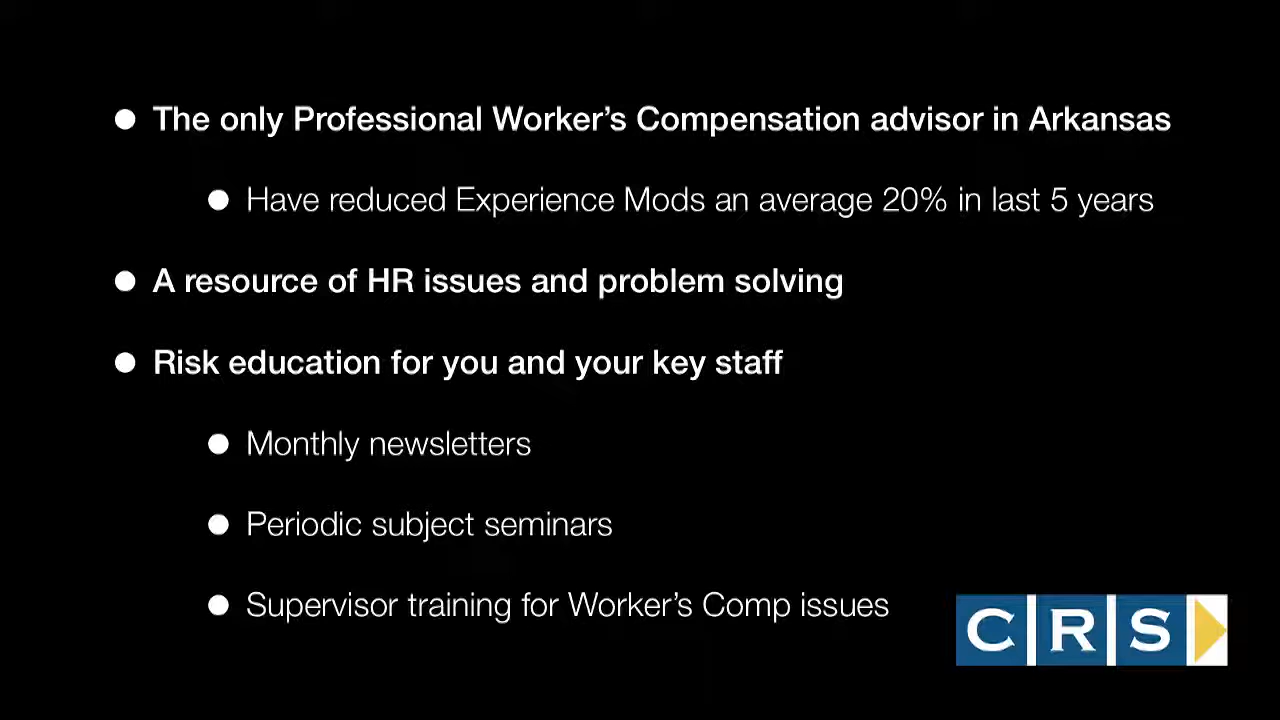 The only Professional Worker’s Compensation advisor in Arkansas
Have reduced Experience Mods an average 20% in last 5 years
A resource of HR issues and problem solving
Risk education for you and your key staff
Monthly newsletters
Periodic subject seminars
Supervisor training for Worker’s Comp issues
CRS